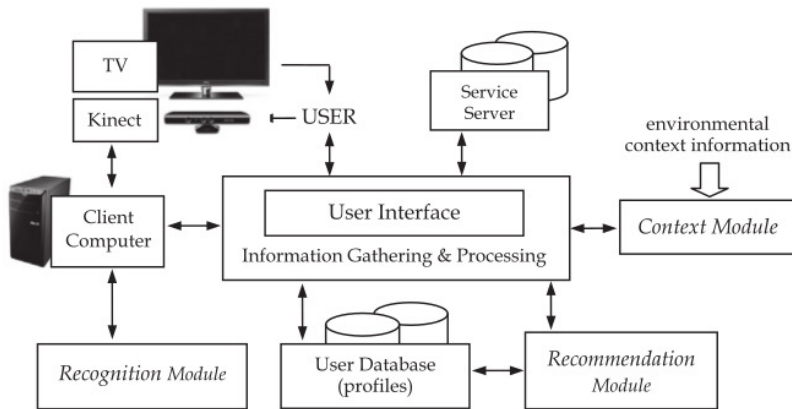 TV
Kinect
USER
Service
Server
environmental
context information
Client
Computer
User Interface
Information Gathering & Processing
Context Module
Recognition Module
User Database
(profiles)
Recommendation
Module